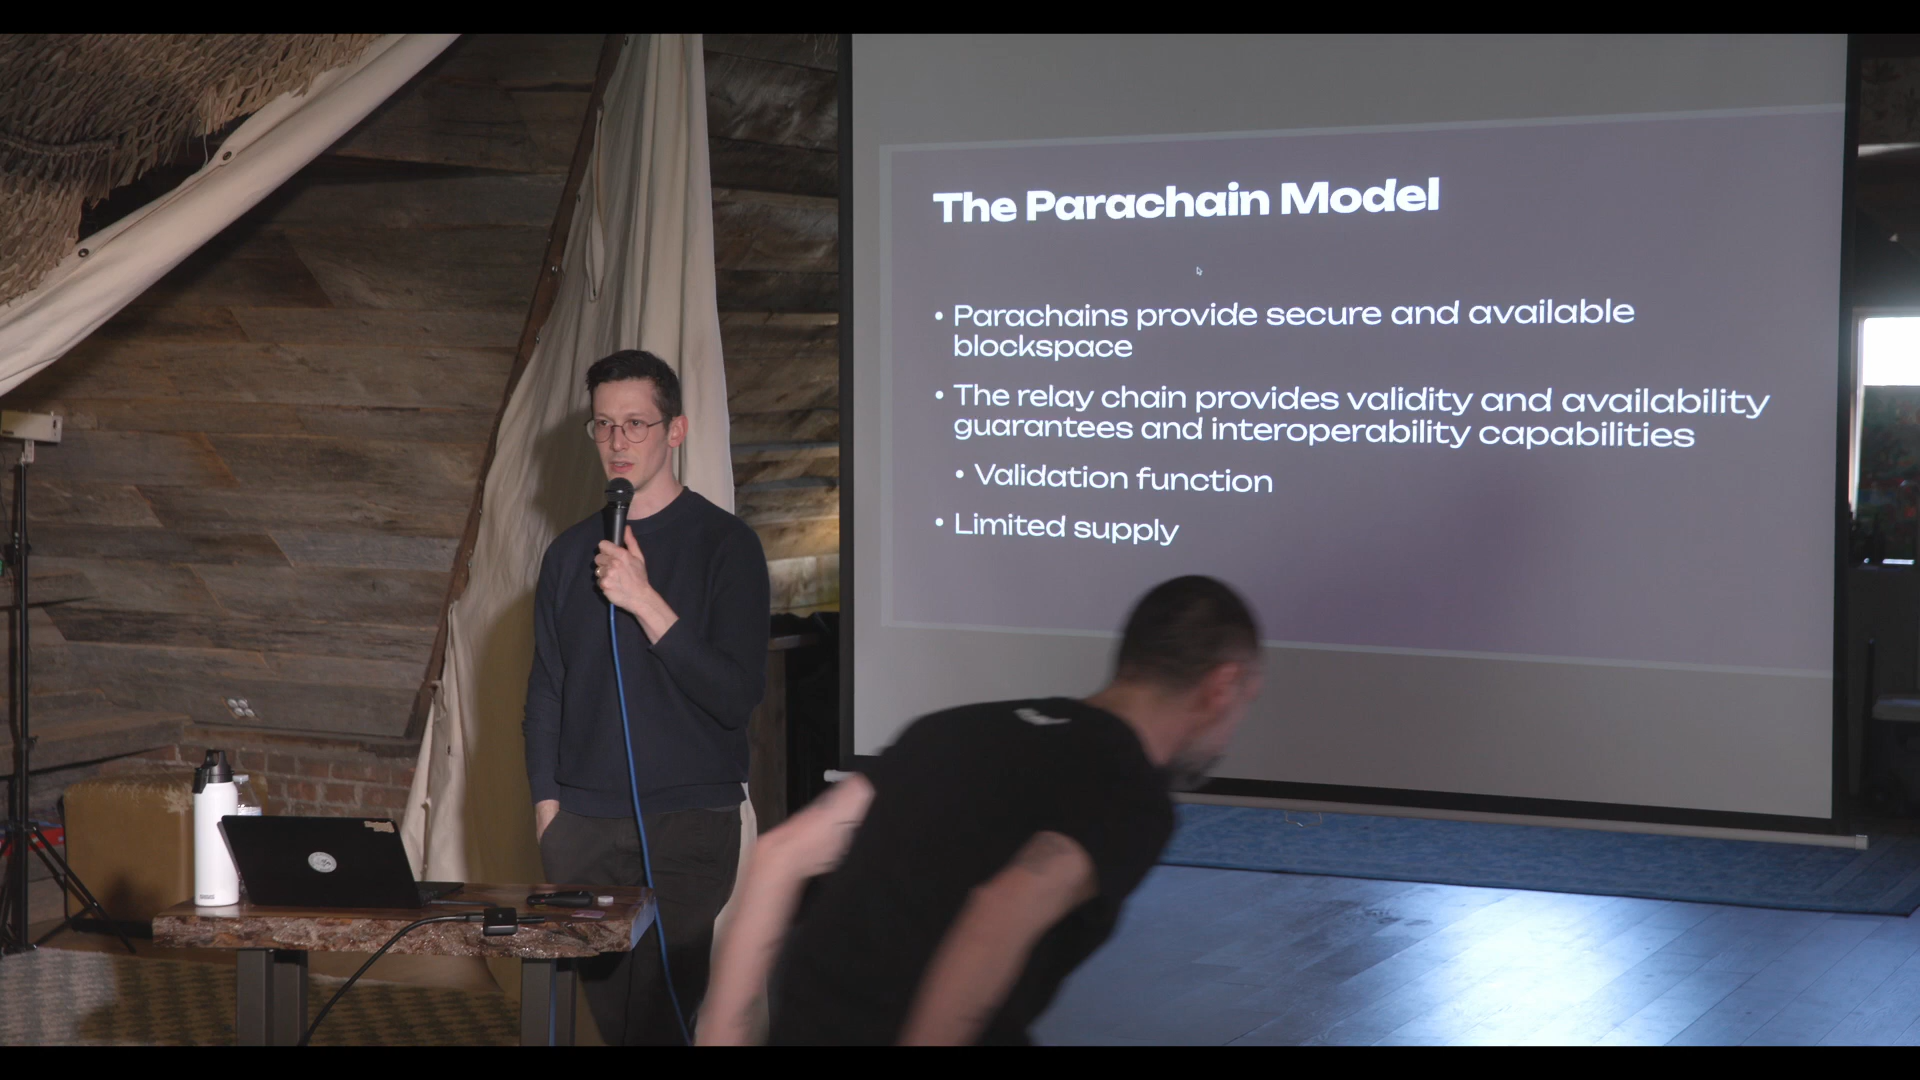 The Parachain Model
• Parachains provide secure and available
blockspace
• The relay chain provides validity and availability
guarantees and interoperability capabilities
• Validation function
• Limited supply